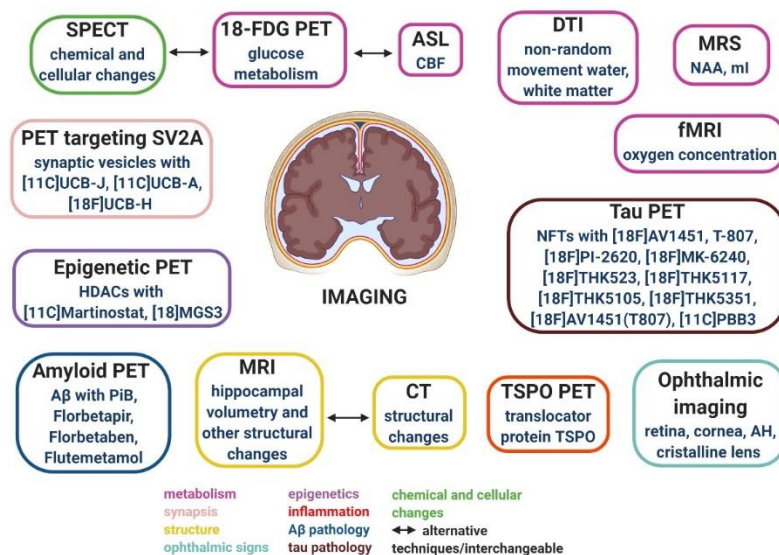 SPECT
chemical and
cellular changes
18-FDG PET
glucose
metabolism
ASL
CBF
DTI
non-random
movement water,
white matter
MRS
NAA, mI
fMRI
oxygen concentration
PET targeting SV2A
synaptic vesicles with
[11C]UCB-J, [11C]UCB-A,
[18F]UCB-H
Epigenetic PET
HDACs with
[11C]Martinostat, [18]MGS3
IMAGING
Tau PET
NFTs with [18F]AV1451, T-807,
[18F]PI-2620, [18F]MK-6240,
[18F]THK523, [18F]THK5117,
[18F]THK5105, [18F]THK5351,
[18F]AV1451(T807), [11C]PBB3
Amyloid PET
Aβ with PiB,
Florbetapir,
Florbetaben,
Flutemetamol
MRI
hippocampal
volumetry and
other structural
changes
CT
structural
changes
TSPO PET
translocator
protein TSPO
Ophthalmic
imaging
retina, cornea, AH,
cristalline lens
metabolism
synapsis
structure
ophthalmic signs
epigenetics
inflammation
Aβ pathology
tau pathology
chemical and cellular
changes
alternative
techniques/interchangeable